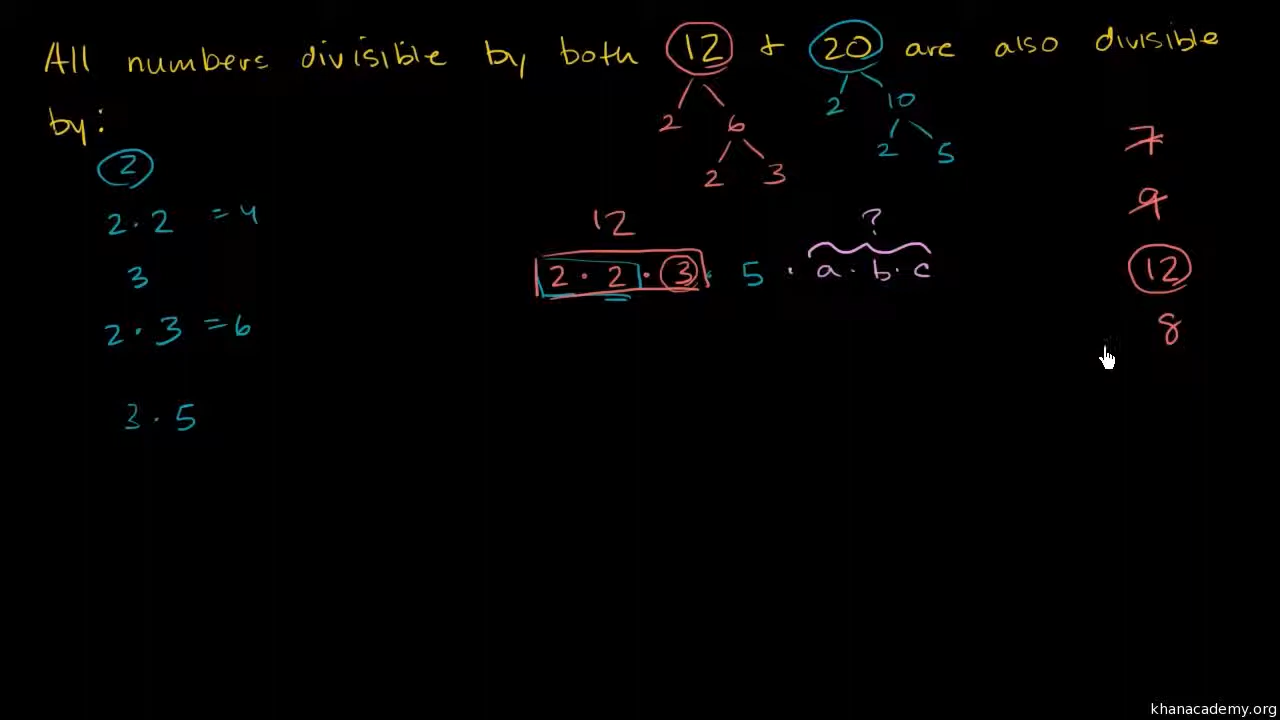 All numbers divisible by both 12 + 20 are also divisible
by:
2
2 · 2 = 4
3
2 · 3 = 6
3 · 5
2 6
2 3
2 10
2 5
12 ?
2 · 2 · 3 · 5 · a · b · c
7
9
12
8
khanacademy.org